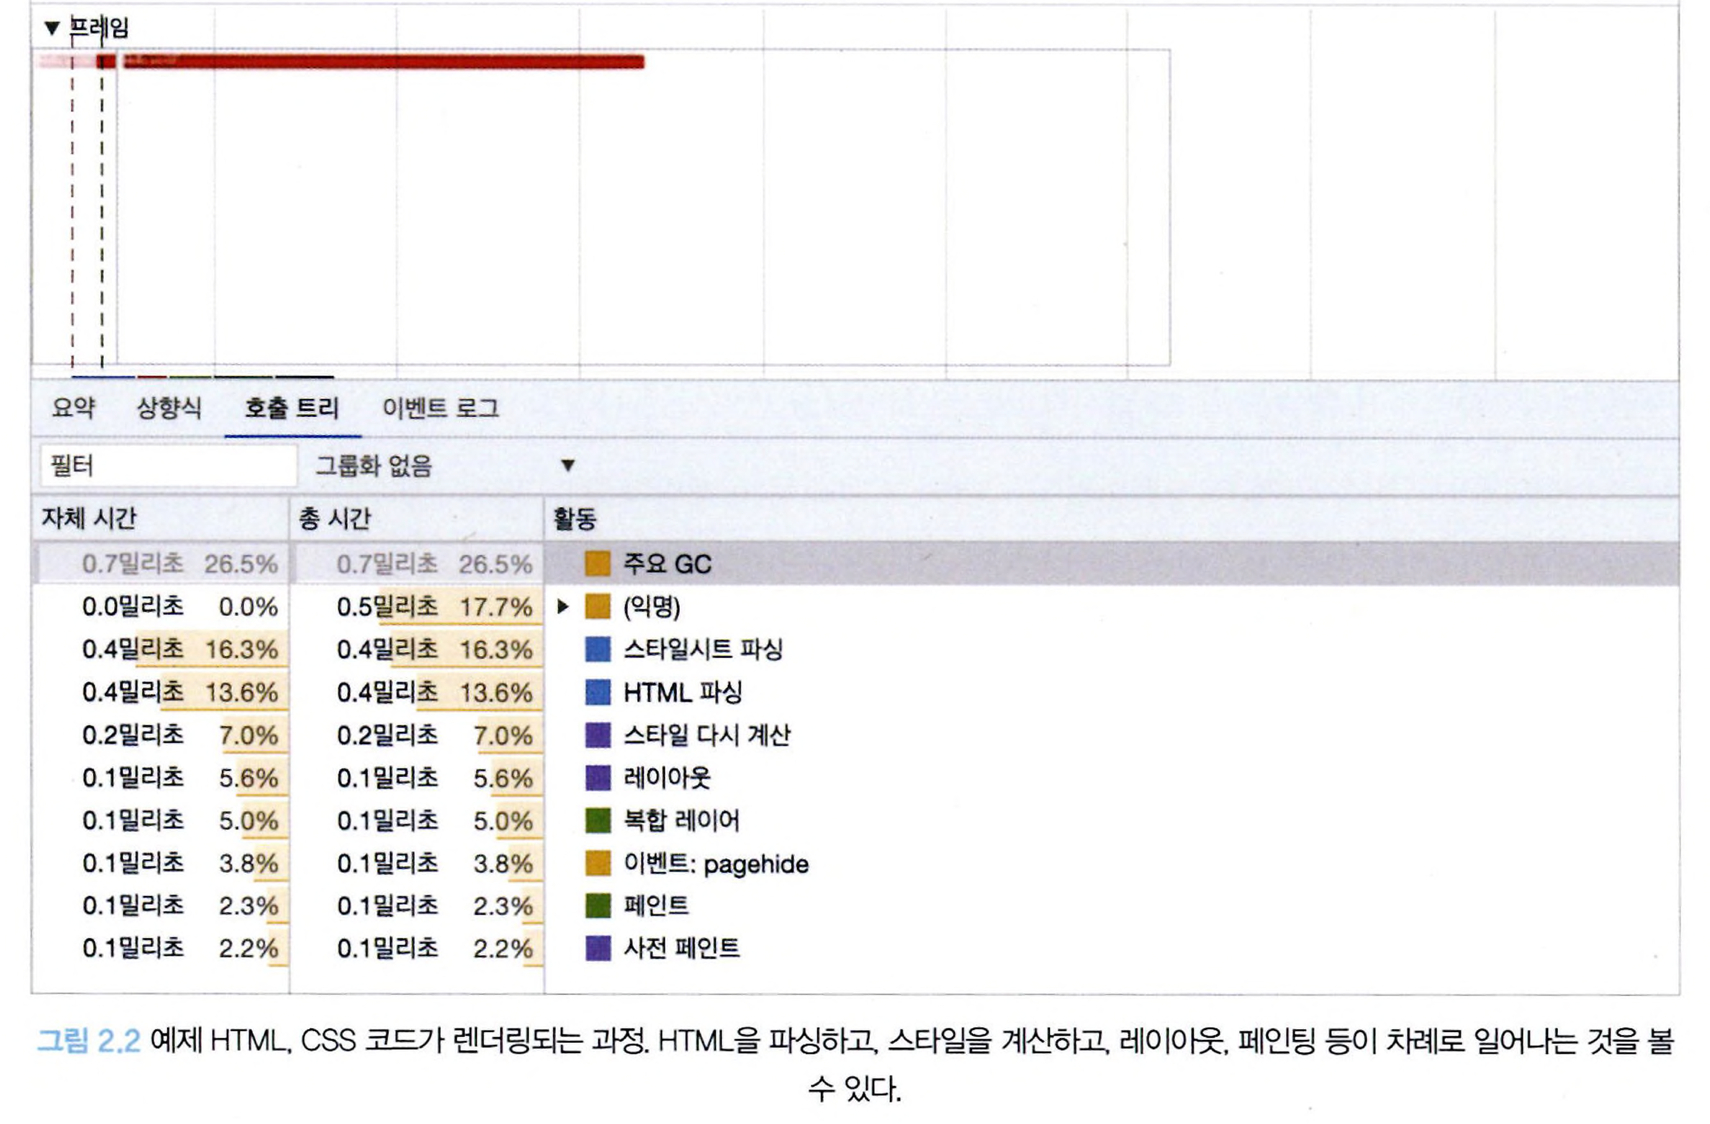 ▼ 프레임
요약 상향식 호출 트리 이벤트 로그
필터 그룹화 없음 ▼
자체 시간 총 시간 활동
0.7밀리초 26.5% 0.7밀리초 26.5% 주요 GC
0.0밀리초 0.0% 0.5밀리초 17.7% ▶ (익명)
0.4밀리초 16.3% 0.4밀리초 16.3% 스타일시트 파싱
0.4밀리초 13.6% 0.4밀리초 13.6% HTML 파싱
0.2밀리초 7.0% 0.2밀리초 7.0% 스타일 다시 계산
0.1밀리초 5.6% 0.1밀리초 5.6% 레이아웃
0.1밀리초 5.0% 0.1밀리초 5.0% 복합 레이어
0.1밀리초 3.8% 0.1밀리초 3.8% 이벤트: pagehide
0.1밀리초 2.3% 0.1밀리초 2.3% 페인트
0.1밀리초 2.2% 0.1밀리초 2.2% 사전 페인트
그림 2.2 예제 HTML, CSS 코드가 렌더링되는 과정. HTML을 파싱하고, 스타일을 계산하고, 레이아웃, 페인팅 등이 차례로 일어나는 것을 볼
수 있다.